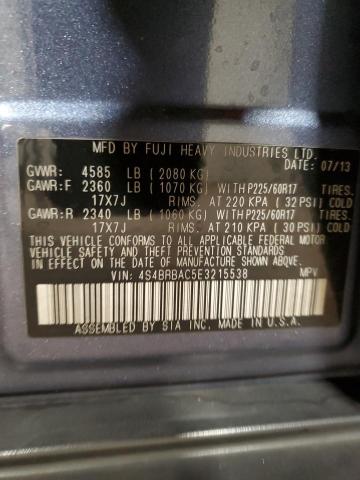 MFD BY FUJI HEAVY INDUSTRIES LTD.
DATE: 07/13
GVWR: 4585 LB (2080 KG)
GAWR:F 2360 LB (1070 KG) WITH P225/60R17 TIRES.
17X7J RIMS. AT 220 KPA (32 PSI) COLD
GAWR:R 2340 LB (1060 KG) WITH P225/60R17 TIRES.
17X7J RIMS. AT 210 KPA (30 PSI) COLD
THIS VEHICLE CONFORMS TO ALL APPLICABLE FEDERAL MOTOR
VEHICLE SAFETY STANDARDS IN EFFECT ON THE
DATE OF MANUFACTURE SHOWN ABOVE.
VIN: 4S4BRBAC5E3215538 MPV
ASSEMBLED BY SIA INC. MADE IN U.S.A.